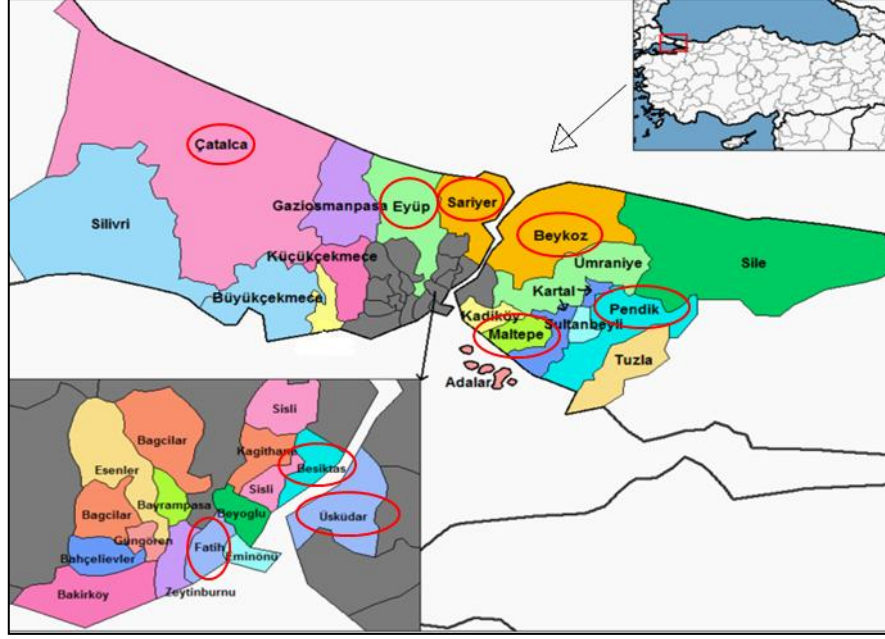 Çatalca
Silivri
Gaziosmanpasa
Eyüp
Sariyer
Küçükçekmece
Büyükçekmece
Beykoz
Ümraniye
Sile
Kartal
Kadiköy
Maltepe
Sultanbeyli
Pendik
Tuzla
Adalar
Sisli
Bagcilar
Kagithane
Esenler
Besiktas
Sisli
Bayrampasa
Beyoglu
Bagcilar
Üsküdar
Güngören
Fatih
Eminönü
Bahçelievler
Bakirköy
Zeytinburnu